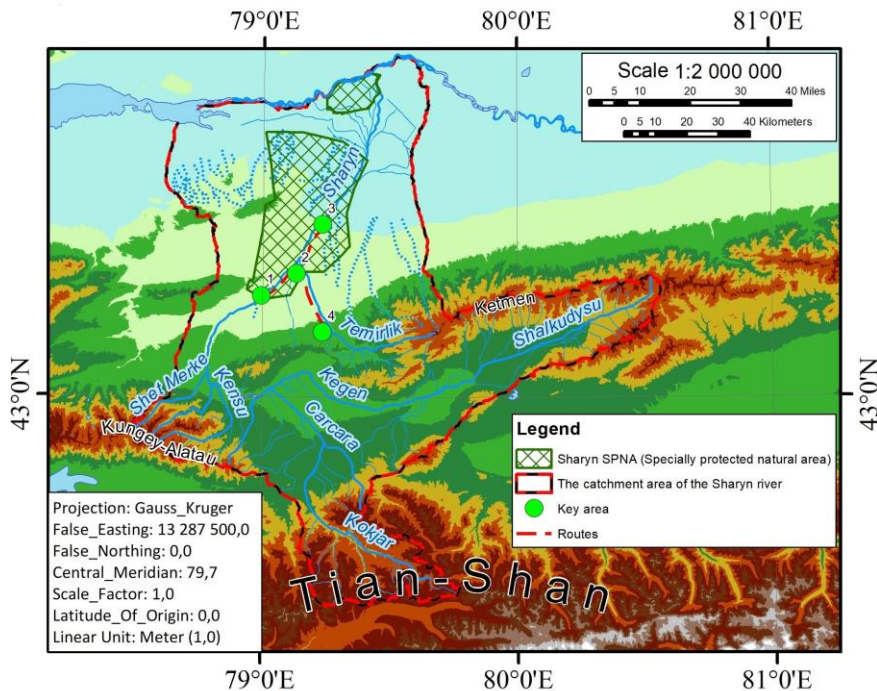 79°0'E 80°0'E 81°0'E
Scale 1:2 000 000
0 5 10 20 30 40 Miles
0 5 10 20 30 40 Kilometers
Sharyn
3
2
1
4
Temirlik
Ketmen
Shalkudysu
43°0'N 43°0'N
Shet Merke
Kensu
Kegen
Carcara
Kungey-Alatau
Kokjar
Tian-Shan
Legend
Sharyn SPNA (Specially protected natural area)
The catchment area of the Sharyn river
Key area
Routes
Projection: Gauss_Kruger
False_Easting: 13 287 500,0
False_Northing: 0,0
Central_Meridian: 79,7
Scale_Factor: 1,0
Latitude_Of_Origin: 0,0
Linear Unit: Meter (1,0)
79°0'E 80°0'E 81°0'E